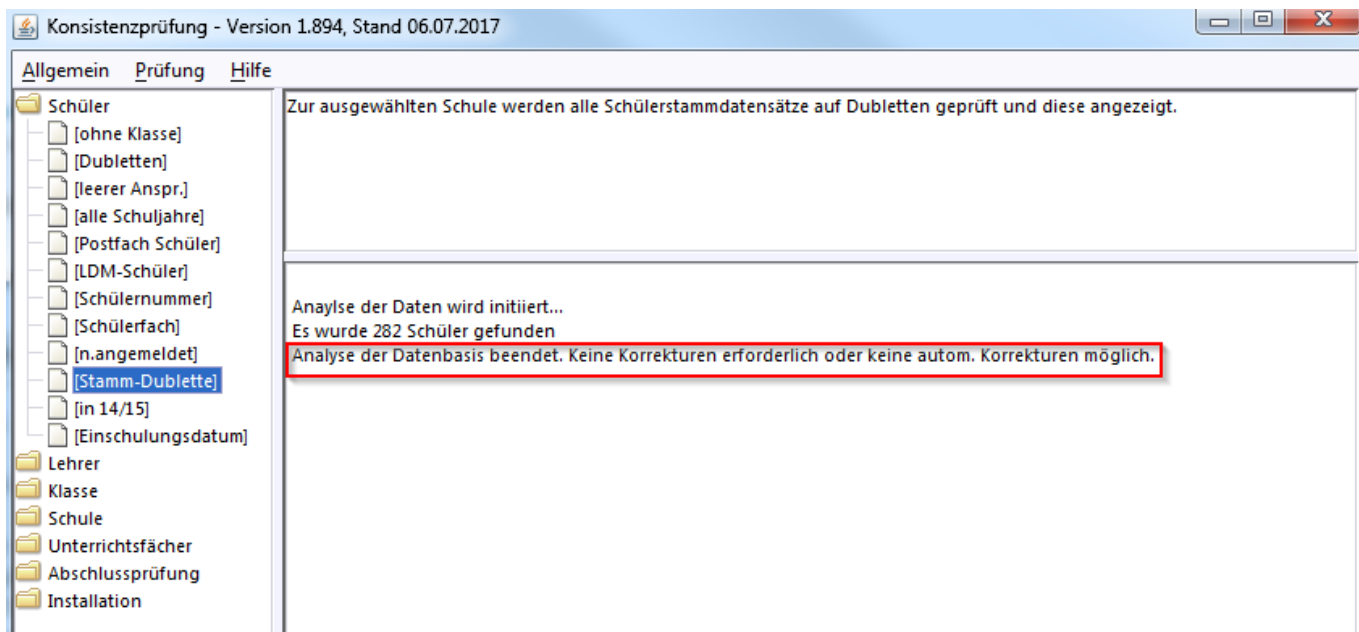 Konsistenzprüfung - Version 1.894, Stand 06.07.2017
Allgemein Prüfung Hilfe
Schüler
[ohne Klasse]
[Dubletten]
[leerer Anspr.]
[alle Schuljahre]
[Postfach Schüler]
[LDM-Schüler]
[Schülernummer]
[Schülerfach]
[n.angemeldet]
[Stamm-Dublette]
[in 14/15]
[Einschulungsdatum]
Lehrer
Klasse
Schule
Unterrichtsfächer
Abschlussprüfung
Installation
Zur ausgewählten Schule werden alle Schülerstammdatensätze auf Dubletten geprüft und diese angezeigt.
Anaylse der Daten wird initiiert...
Es wurde 282 Schüler gefunden
Analyse der Datenbasis beendet. Keine Korrekturen erforderlich oder keine autom. Korrekturen möglich.